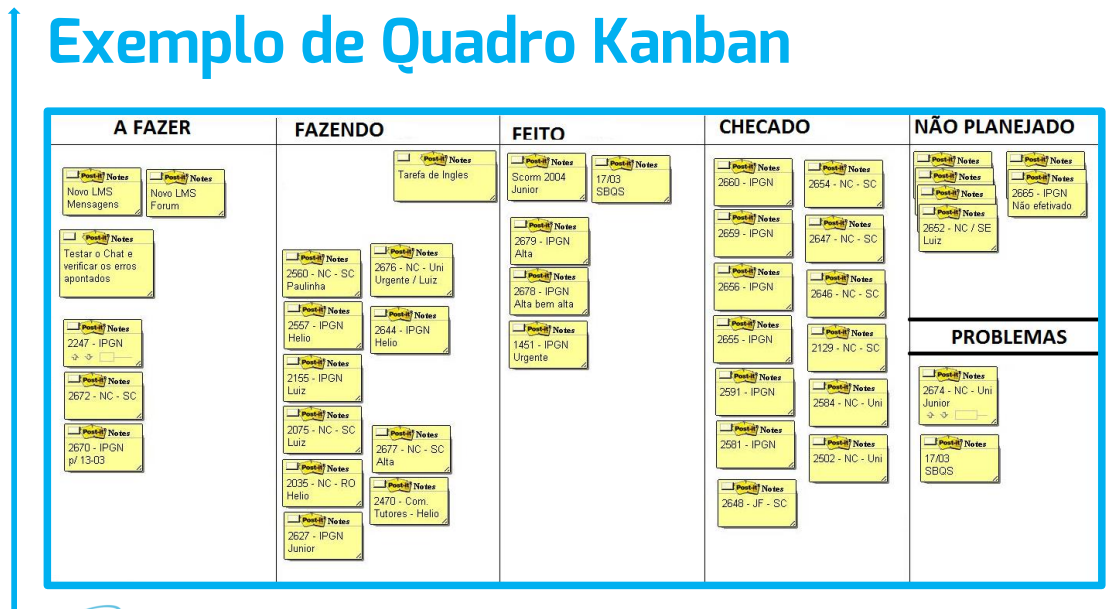 Exemplo de Quadro Kanban
A FAZER
Post-it Notes
Novo LMS
Mensagens
Post-it Notes
Novo LMS
Forum
Post-it Notes
Testar o Chat e
verificar os erros
apontados
Post-it Notes
2247 - IPGN
Post-it Notes
2672 - NC - SC
Post-it Notes
2670 - IPGN
p/ 13-03
FAZENDO
Post-it Notes
Tarefa de Ingles
Post-it Notes
2560 - NC - SC
Paulinha
Post-it Notes
2676 - NC - Uni
Urgente / Luiz
Post-it Notes
2557 - IPGN
Helio
Post-it Notes
2644 - IPGN
Helio
Post-it Notes
2155 - IPGN
Luiz
Post-it Notes
2075 - NC - SC
Luiz
Post-it Notes
2677 - NC - SC
Alta
Post-it Notes
2035 - NC - RO
Helio
Post-it Notes
2470 - Com.
Tutores - Helio
Post-it Notes
2627 - IPGN
Junior
FEITO
Post-it Notes
Scorm 2004
Junior
Post-it Notes
17/03
SBQS
Post-it Notes
2679 - IPGN
Alta
Post-it Notes
2678 - IPGN
Alta bem alta
Post-it Notes
1451 - IPGN
Urgente
CHECADO
Post-it Notes
2660 - IPGN
Post-it Notes
2654 - NC - SC
Post-it Notes
2659 - IPGN
Post-it Notes
2647 - NC - SC
Post-it Notes
2656 - IPGN
Post-it Notes
2646 - NC - SC
Post-it Notes
2655 - IPGN
Post-it Notes
2129 - NC - SC
Post-it Notes
2591 - IPGN
Post-it Notes
2584 - NC - Uni
Post-it Notes
2581 - IPGN
Post-it Notes
2502 - NC - Uni
Post-it Notes
2648 - JF - SC
NÃO PLANEJADO
Post-it Notes
Post-it Notes
Post-it Notes
Post-it Notes
2652 - NC / SE
Luiz
Post-it Notes
Post-it Notes
2665 - IPGN
Não efetivado
PROBLEMAS
Post-it Notes
2674 - NC - Uni
Junior
Post-it Notes
17/03
SBQS